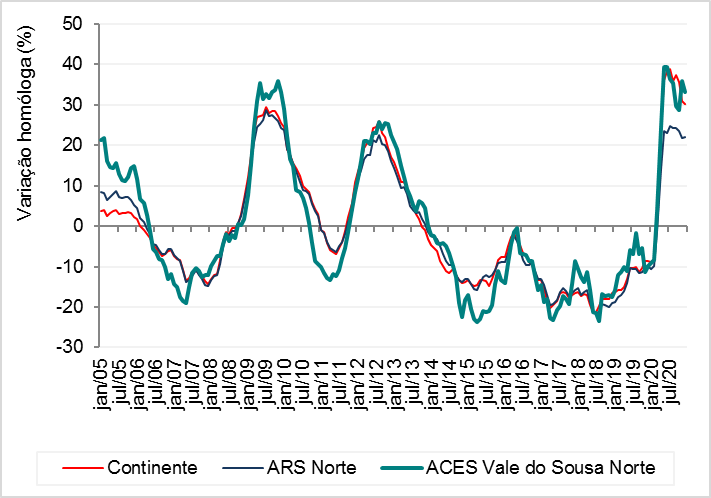 Variação homóloga (%)
50
40
30
20
10
0
-10
-20
-30
jan/05
jul/05
jan/06
jul/06
jan/07
jul/07
jan/08
jul/08
jan/09
jul/09
jan/10
jul/10
jan/11
jul/11
jan/12
jul/12
jan/13
jul/13
jan/14
jul/14
jan/15
jul/15
jan/16
jul/16
jan/17
jul/17
jan/18
jul/18
jan/19
jul/19
jan/20
jul/20
Continente
ARS Norte
ACES Vale do Sousa Norte